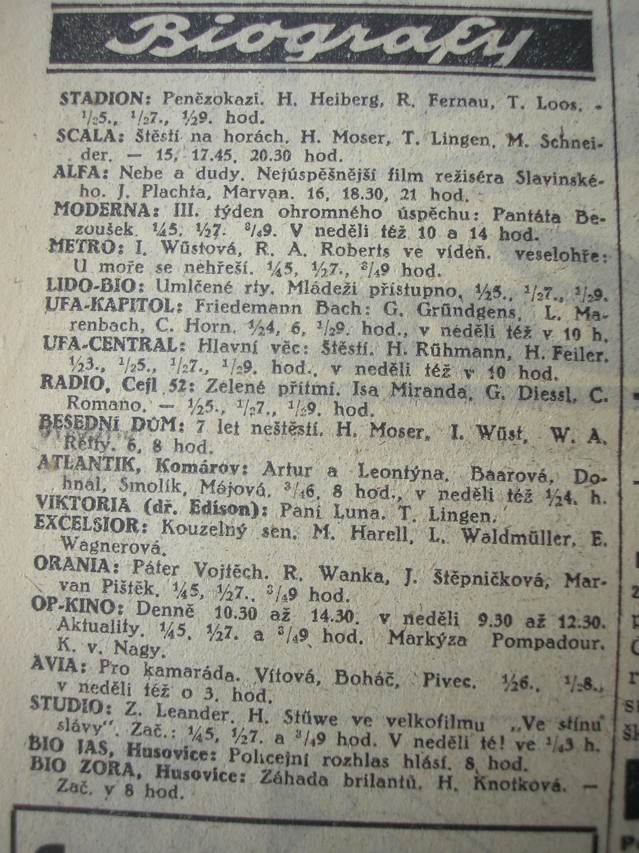 Biografy
STADION: Penězokazi. H. Heiberg, R. Fernau, T. Loos. -
½5., ½7., ½9. hod.
SCALA: Štěstí na horách. H. Moser, T. Lingen, M. Schnei-
der. — 15, 17.45, 20.30 hod.
ALFA: Nebe a dudy. Nejúspěšnější film režiséra Slavinské-
ho. J. Plachta, Marvan. 16, 18.30, 21 hod.
MODERNA: III. týden ohromného úspěchu: Pantáta Be-
zoušek. ¼5, ½7. ¾9. V neděli též 10 a 14 hod.
METRO: I. Wüstová, R. A. Roberts ve vídeň. veselohře:
U moře se nehřeší. ¼5, ½7., ¾9 hod.
LIDO-BIO: Umlčené rty. Mládeži přístupno. ½5., ½7., ½9.
UFA-KAPITOL: Friedemann Bach: G. Gründgens, L. Ma-
renbach, C. Horn. ½4, 6, ½9. hod., v neděli též v 10 h.
UFA-CENTRAL: Hlavní věc: Štěstí. H. Rühmann, H. Feiler.
½3., ½5., ½7., ½9. hod., v neděli též v 10 hod.
RADIO, Cejl 52: Zelené přítmí. Isa Miranda, G. Diessl, C.
Romano. — ½5., ½7., ½9. hod.
BESEDNÍ DŮM: 7 let neštěstí. H. Moser, I. Wüst, W. A.
Retty. 6, 8 hod.
ATLANTIK, Komárov: Artur a Leontýna. Baarová, Do-
hnal, Smolík, Májová. ¾6, 8 hod., v neděli též ½4. h.
VIKTORIA (dř. Edison): Paní Luna. T. Lingen.
EXCELSIOR: Kouzelný sen. M. Harell, L. Waldmüller, E.
Wagnerová.
ORANIA: Páter Vojtěch. R. Wanka, J. Štěpničková, Mar-
van Pištěk. ¼5, ½7., ¾9 hod.
OP-KINO: Denně 10.30 až 14.30. v neděli 9.30 až 12.30.
Aktuality. ¼5. ½7. a ¾9 hod. Markýza Pompadour.
K. v. Nagy.
AVIA: Pro kamaráda. Vítová, Boháč, Pivec. ½6., ½8.,
v neděli též o 3. hod.
STUDIO: Z. Leander, H. Stüwe ve velkofilmu „Ve stínu
slávy". Zač.: ¼5, ½7. a ¾9 hod. V neděli té! ve ¼3 h.
BIO JAS, Husovice: Policejní rozhlas hlásí. 8 hod.
BIO ZORA, Husovice: Záhada brilantů. H. Knotková. —
Zač. v 8 hod.